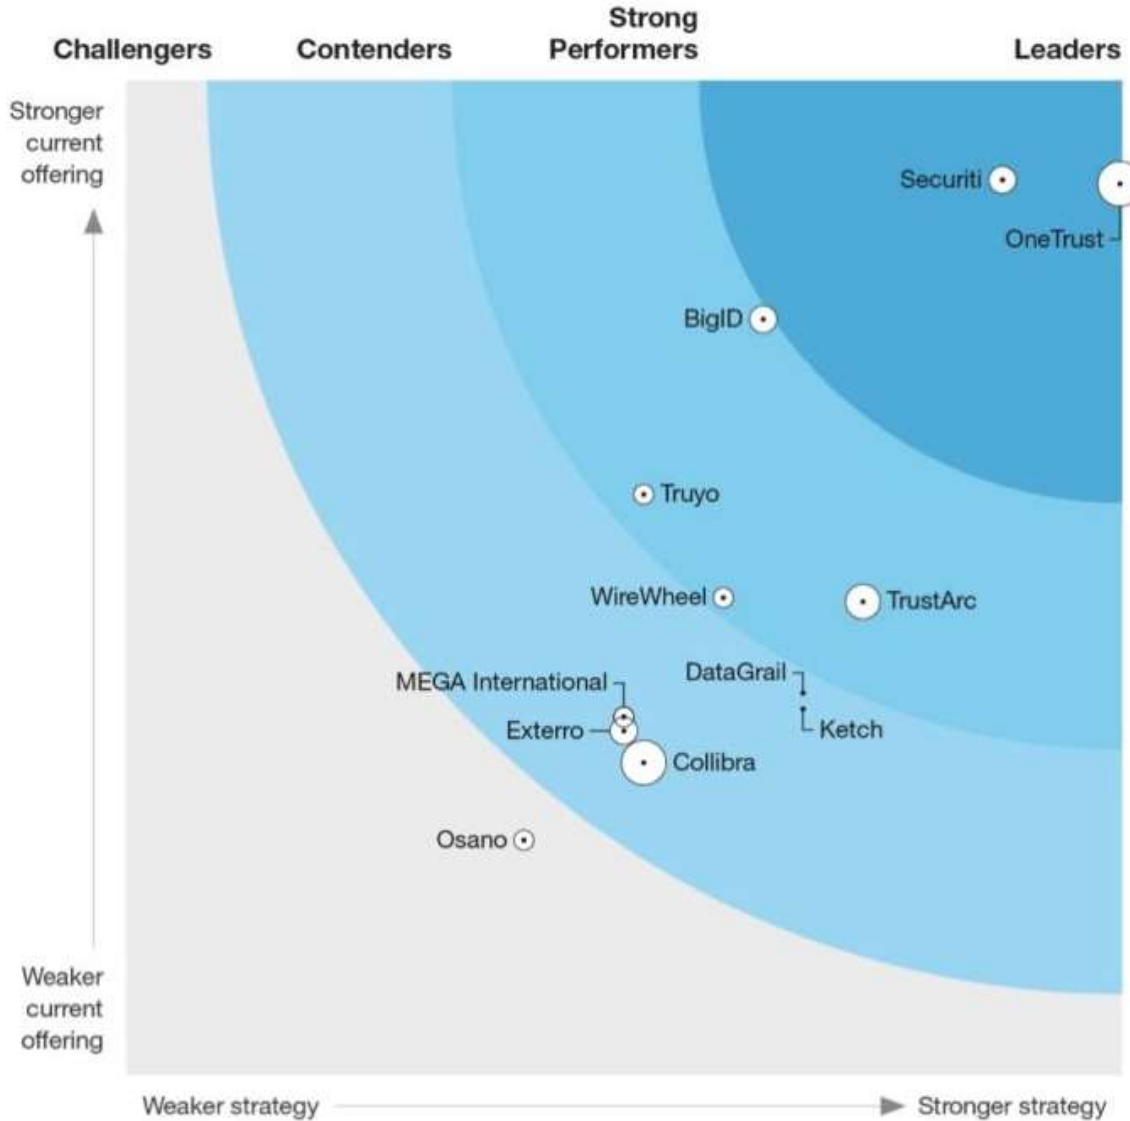 Strong
Challengers Contenders Performers Leaders
Stronger
current
offering
Securiti
OneTrust
BigID
Truyo
WireWheel
TrustArc
DataGrail
MEGA International
Exterro
Ketch
Collibra
Osano
Weaker
current
offering
Weaker strategy Stronger strategy